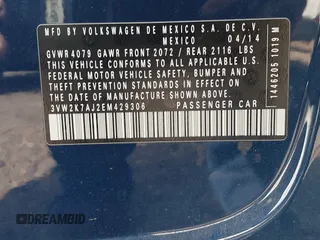 MFD BY VOLKSWAGEN DE MEXICO S.A. DE C.V.
MEXICO 04/14
GVWR 4079 GAWR FRONT 2072 / REAR 2116 LBS
THIS VEHICLE CONFORMS TO ALL
APPLICABLE U.S. FEDERAL MOTOR VEHICLE
SAFETY, BUMPER, AND THEFT PREVENTION
STANDARDS IN EFFECT ON THE DATE OF
MANUFACTURE SHOWN ABOVE.
3VW2K7AJ2EM429306 PASSENGER CAR
1446205 1019 M
© DREAMBID